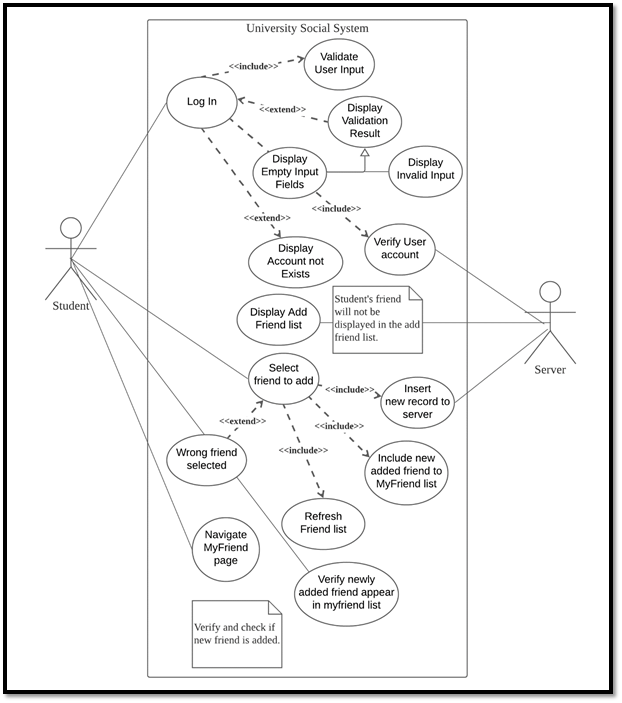 University Social System
Validate
User Input
<<include>>
Log In
<<extend>>
Display
Validation
Result
Display
Empty Input
Fields
Display
Invalid Input
<<include>>
<<extend>>
Verify User
account
Display
Account not
Exists
Student
Display Add
Friend list
Student's friend
will not be
displayed in the add
friend list.
Server
Select
friend to add
<<include>>
Insert
new record to
server
<<extend>>
<<include>>
Wrong friend
selected
<<include>>
Include new
added friend to
MyFriend list
Refresh
Friend list
Navigate
MyFriend
page
Verify newly
added friend appear
in myfriend list
Verify and check if
new friend is added.